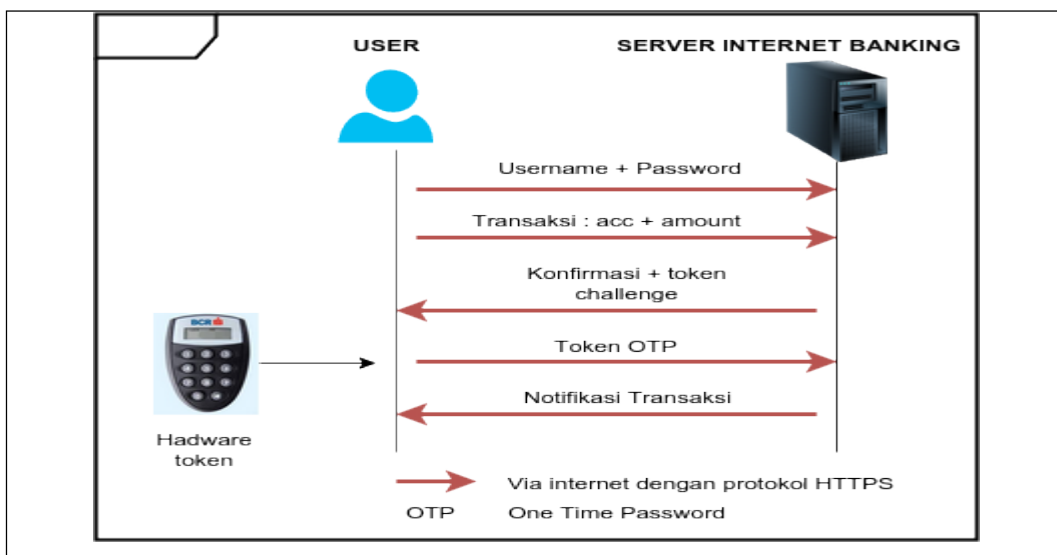 USER
SERVER INTERNET BANKING
Username + Password
Transaksi : acc + amount
Konfirmasi + token
challenge
BCR
Token OTP
Notifikasi Transaksi
Hadware
token
Via internet dengan protokol HTTPS
OTP One Time Password